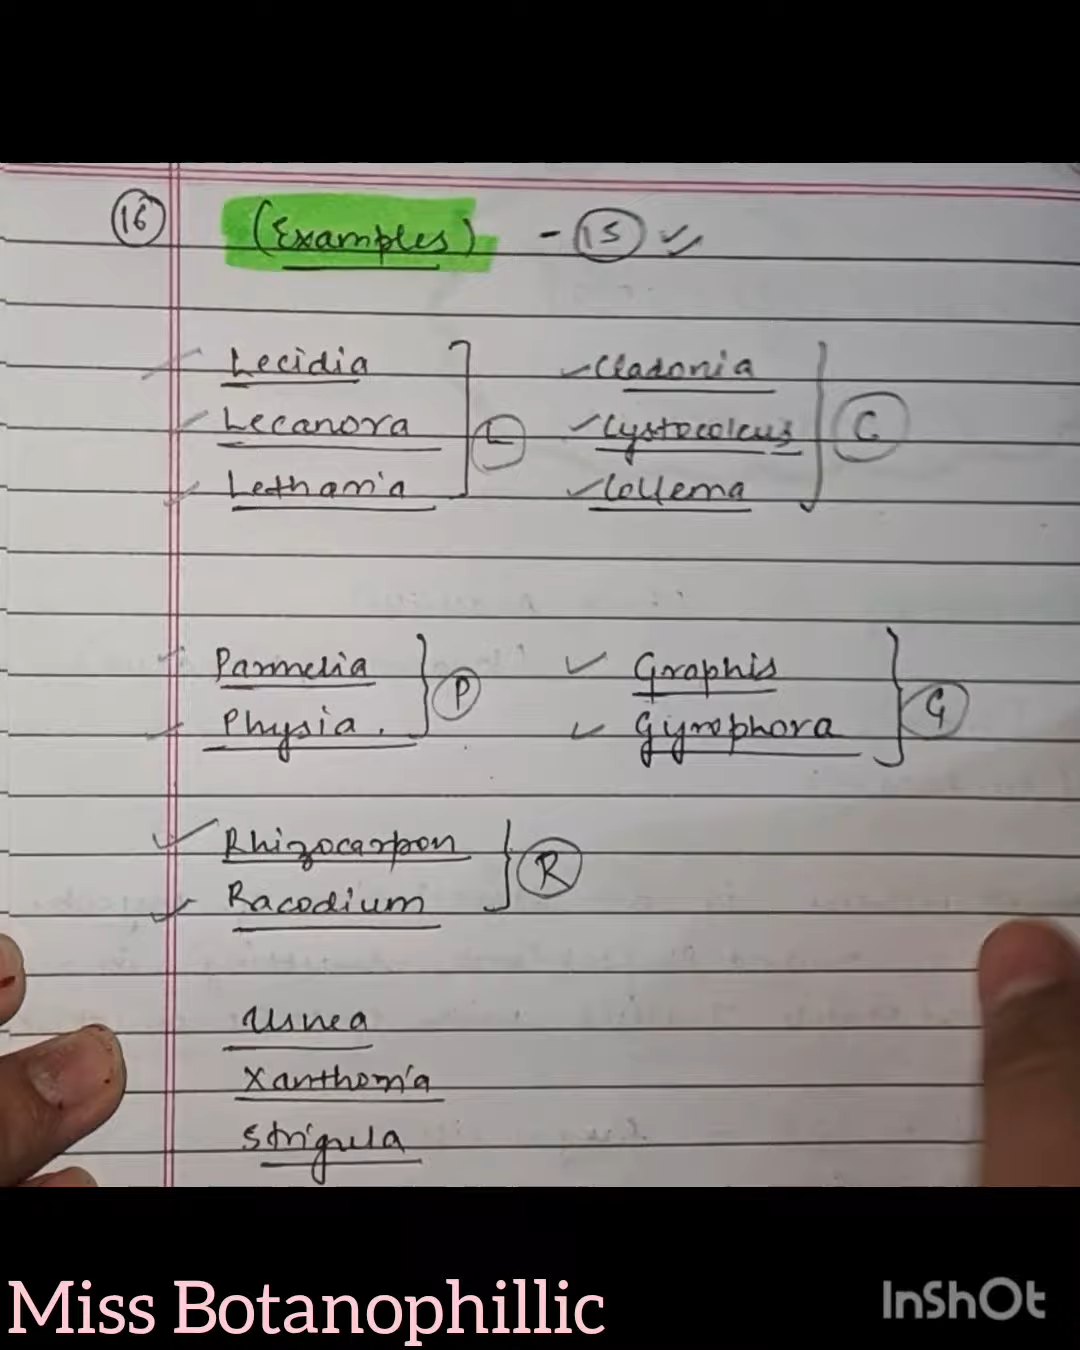 16 (Examples) - 15
Lecidia
Lecanora
Letharia
L
Cladonia
Cystocoleus
Collema
C
Parmelia
Physia.
P
Graphis
Gyrophora
G
Rhizocarpon
Racodium
R
Usnea
Xanthoria
Strigula
Miss Botanophillic
InShOt